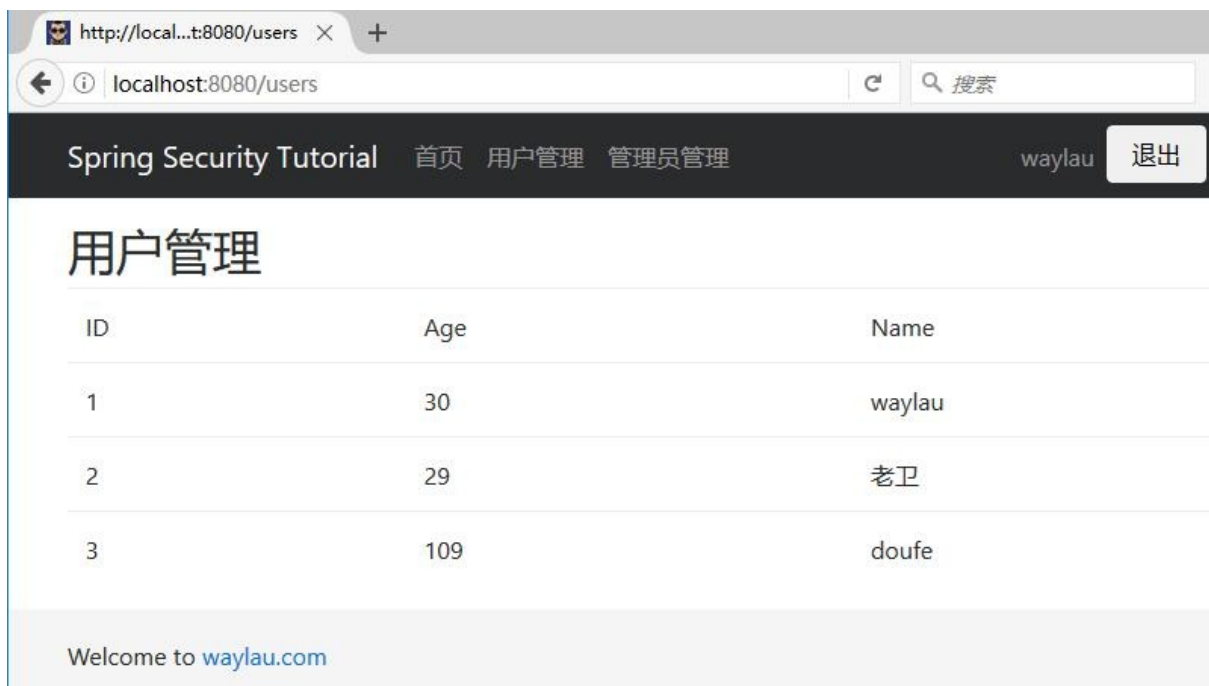 http://local...t:8080/users
localhost:8080/users 搜索
Spring Security Tutorial 首页 用户管理 管理员管理 waylau 退出
用户管理
ID Age Name
1 30 waylau
2 29 老卫
3 109 doufe
Welcome to waylau.com